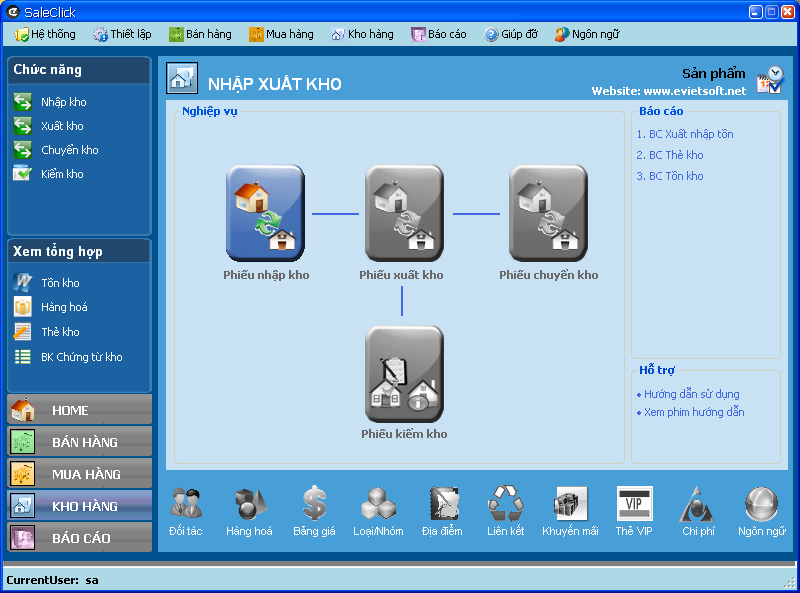 SaleClick
Hệ thống Thiết lập Bán hàng Mua hàng Kho hàng Báo cáo Giúp đỡ Ngôn ngữ
Chức năng
Nhập kho
Xuất kho
Chuyển kho
Kiểm kho
Xem tổng hợp
Tồn kho
Hàng hoá
Thẻ kho
BK Chứng từ kho
HOME
BÁN HÀNG
MUA HÀNG
KHO HÀNG
BÁO CÁO
NHẬP XUẤT KHO
Sản phẩm
Website: www.evietsoft.net
Nghiệp vụ
Phiếu nhập kho Phiếu xuất kho Phiếu chuyển kho
Phiếu kiểm kho
Báo cáo
1. BC Xuất nhập tồn
2. BC Thẻ kho
3. BC Tồn kho
Hỗ trợ
• Hướng dẫn sử dụng
• Xem phim hướng dẫn
VIP
Đối tác Hàng hoá Bảng giá Loại/Nhóm Địa điểm Liên kết Khuyến mãi Thẻ VIP Chi phí Ngôn ngữ
CurrentUser: sa